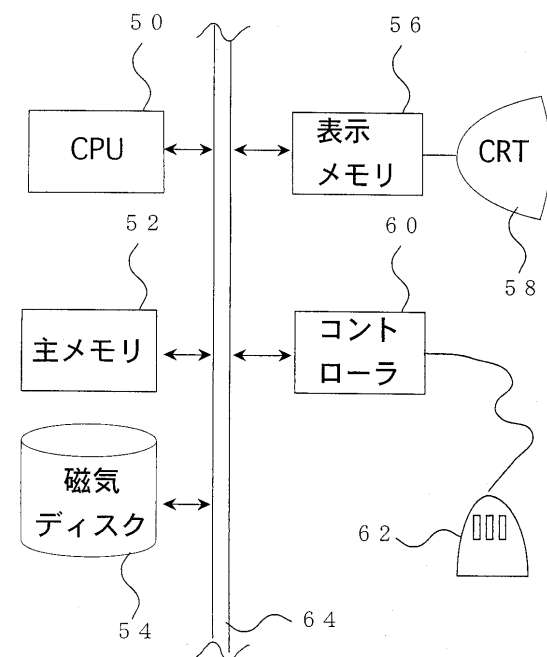 ５０
CPU
５６
表示
メモリ
CRT
５８
５２
主メモリ
６０
コント
ローラ
磁気
ディスク
５４
６２
６４